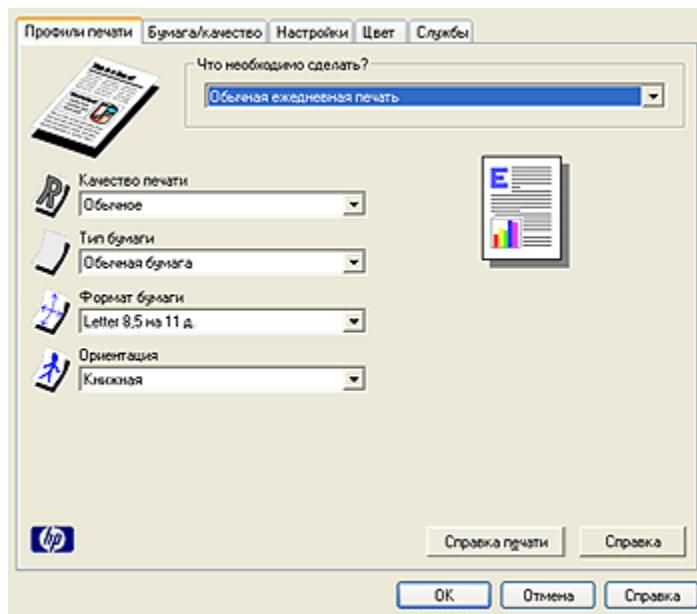 Профили печати Бумага/качество Настройки Цвет Службы
Что необходимо сделать?
Обычная ежедневная печать
Качество печати
Обычное
Тип бумаги
Обычная бумага
Формат бумаги
Letter 8,5 на 11 д.
Ориентация
Книжная
hp
Справка печати Справка
OK Отмена Справка